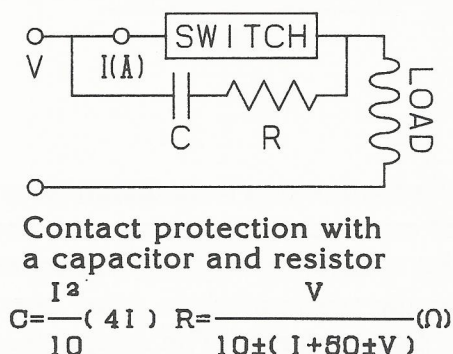 SWITCH
V
I(A)
C
R
LOAD
Contact protection with
a capacitor and resistor
C=I²/10(4I) R=V/10±(I+50±V)(Ω)